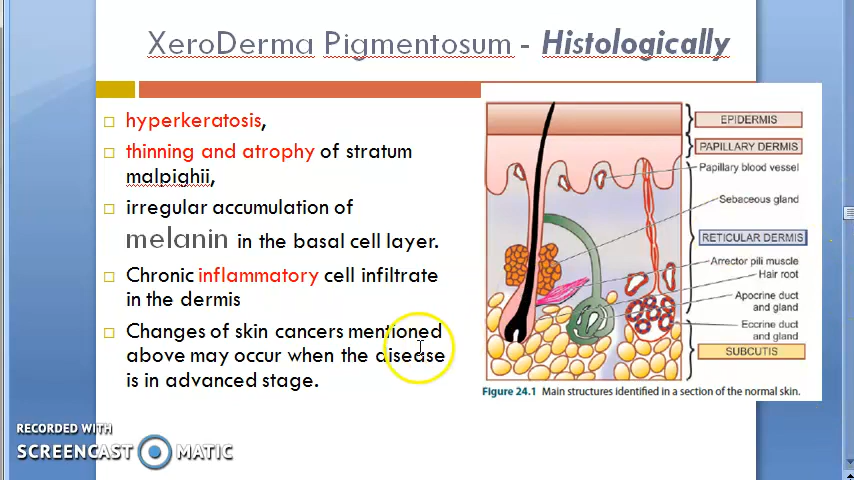 XeroDerma Pigmentosum - Histologically
hyperkeratosis,
thinning and atrophy of stratum
malpighii,
irregular accumulation of
melanin in the basal cell layer.
Chronic inflammatory cell infiltrate
in the dermis
Changes of skin cancers mentioned
above may occur when the disease
is in advanced stage.
EPIDERMIS
PAPILLARY DERMIS
Papillary blood vessel
Sebaceous gland
RETICULAR DERMIS
Arrector pili muscle
Hair root
Apocrine duct
and gland
Eccrine duct
and gland
SUBCUTIS
Figure 24.1 Main structures identified in a section of the normal skin.
RECORDED WITH
SCREENCAST MATIC